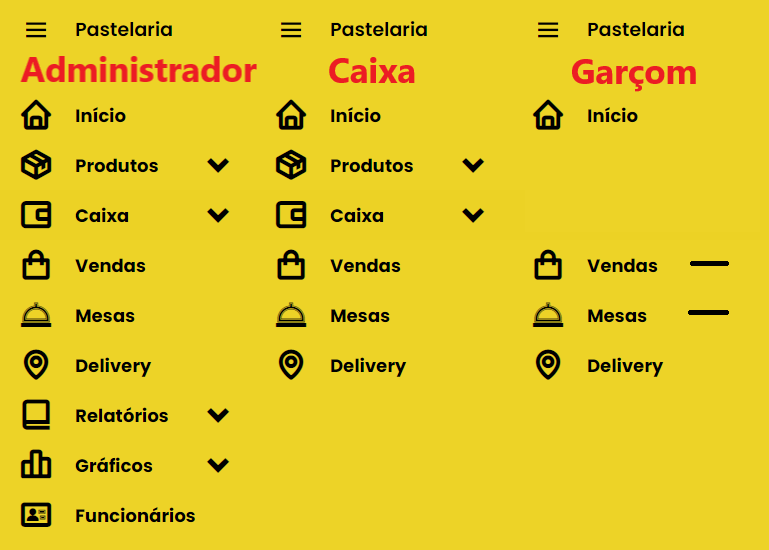 Pastelaria
Administrador
Início
Produtos
Caixa
Vendas
Mesas
Delivery
Relatórios
Gráficos
Funcionários
Pastelaria
Caixa
Início
Produtos
Caixa
Vendas
Mesas
Delivery
Pastelaria
Garçom
Início
Vendas
Mesas
Delivery